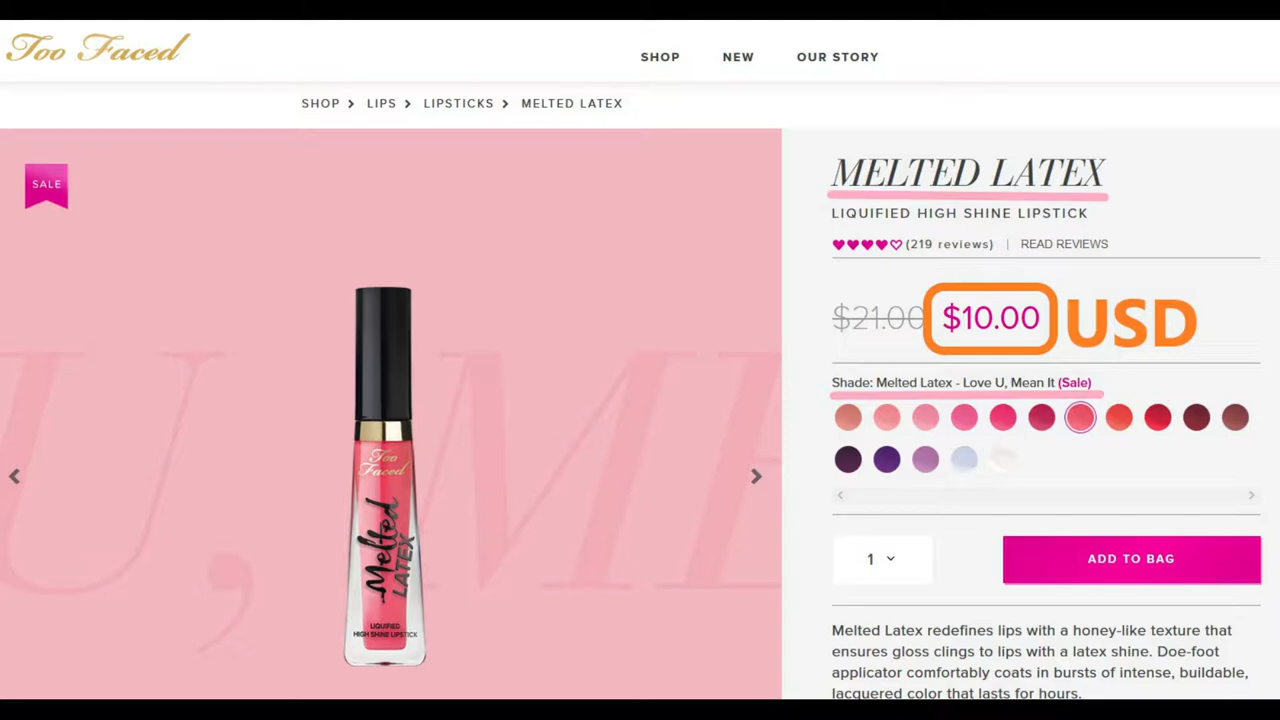 Too Faced
SHOP NEW OUR STORY
SHOP > LIPS > LIPSTICKS > MELTED LATEX
SALE
U, ME
Too
Faced
Melted
LATEX
LIQUIFIED
HIGH SHINE LIPSTICK
MELTED LATEX
LIQUIFIED HIGH SHINE LIPSTICK
(219 reviews) | READ REVIEWS
$21.00 $10.00 USD
Shade: Melted Latex - Love U, Mean It (Sale)
1
ADD TO BAG
Melted Latex redefines lips with a honey-like texture that
ensures gloss clings to lips with a latex shine. Doe-foot
applicator comfortably coats in bursts of intense, buildable,
lacquered color that lasts for hours.